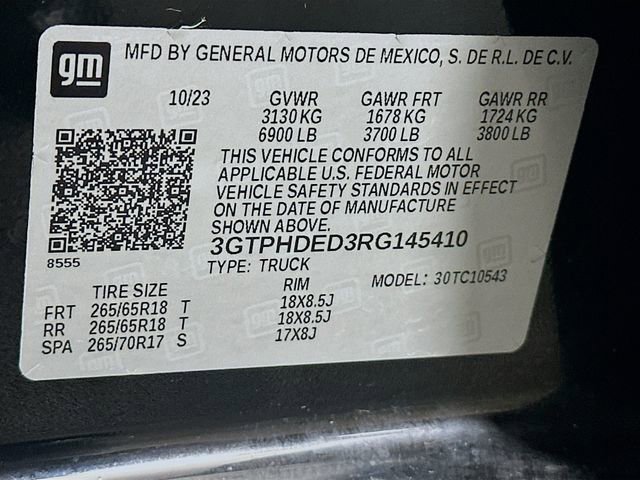 gm
MFD BY GENERAL MOTORS DE MEXICO, S. DE R.L. DE C.V.
10/23 GVWR GAWR FRT GAWR RR
3130 KG 1678 KG 1724 KG
6900 LB 3700 LB 3800 LB
THIS VEHICLE CONFORMS TO ALL
APPLICABLE U.S. FEDERAL MOTOR
VEHICLE SAFETY STANDARDS IN EFFECT
ON THE DATE OF MANUFACTURE
SHOWN ABOVE.
3GTPHDED3RG145410
8555
TYPE: TRUCK MODEL: 30TC10543
TIRE SIZE RIM
FRT 265/65R18 T 18X8.5J
RR 265/65R18 T 18X8.5J
SPA 265/70R17 S 17X8J